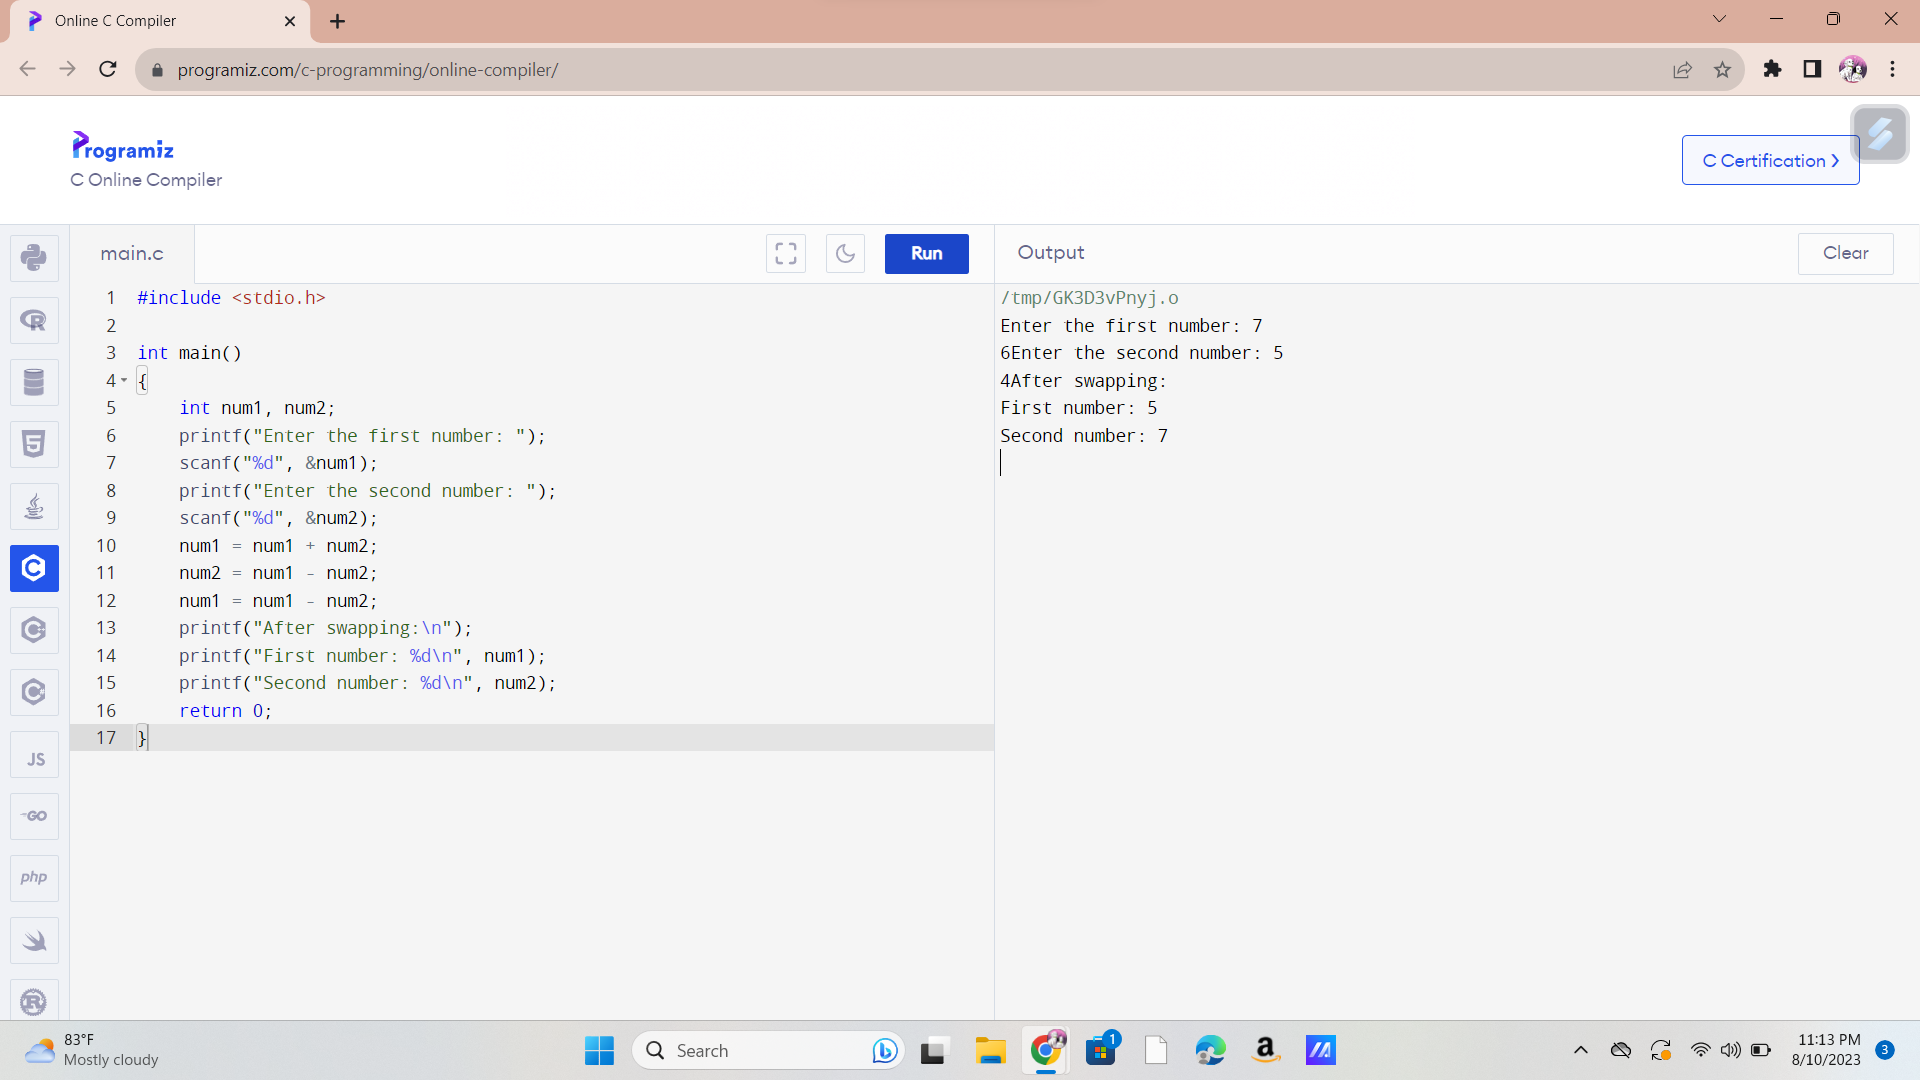 Online C Compiler
programiz.com/c-programming/online-compiler/
Programiz
C Online Compiler
C Certification
main.c
Run
Output
Clear
1 #include <stdio.h>
2
3 int main()
4 {
5 int num1, num2;
6 printf("Enter the first number: ");
7 scanf("%d", &num1);
8 printf("Enter the second number: ");
9 scanf("%d", &num2);
10 num1 = num1 + num2;
11 num2 = num1 - num2;
12 num1 = num1 - num2;
13 printf("After swapping:\n");
14 printf("First number: %d\n", num1);
15 printf("Second number: %d\n", num2);
16 return 0;
17 }
/tmp/GK3D3vPnyj.o
Enter the first number: 7
6Enter the second number: 5
4After swapping:
First number: 5
Second number: 7
R
5
C
C
C
JS
GO
php
R
83°F
Mostly cloudy
Search
1
a
11:13 PM
8/10/2023
3